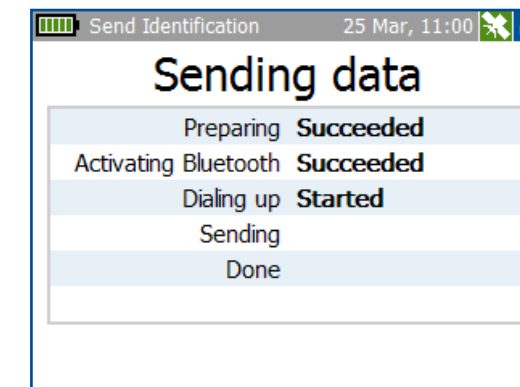 Send Identification 25 Mar, 11:00
Sending data
Preparing Succeeded
Activating Bluetooth Succeeded
Dialing up Started
Sending
Done